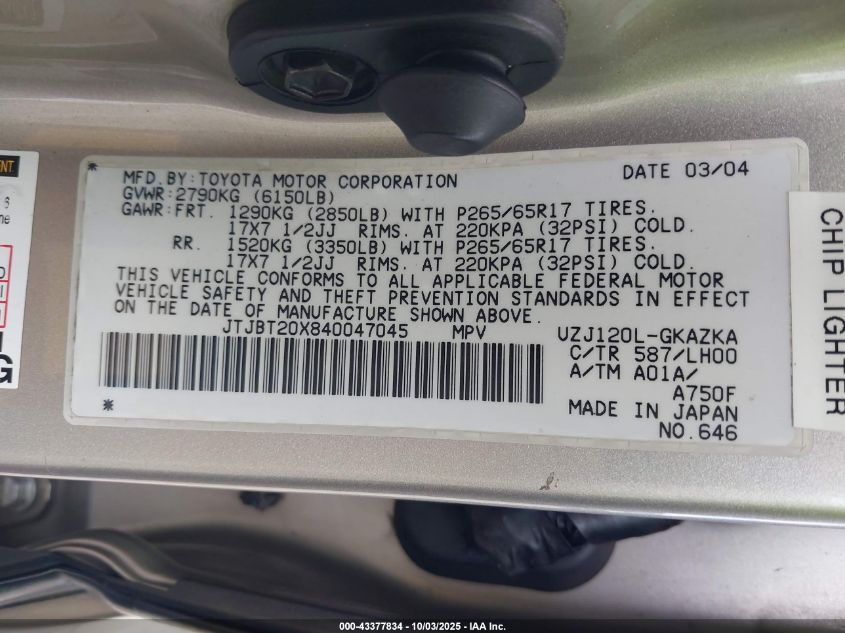 MFD.BY:TOYOTA MOTOR CORPORATION DATE 03/04
GVWR:2790KG (6150LB)
GAWR:FRT. 1290KG (2850LB) WITH P265/65R17 TIRES.
17X7 1/2JJ RIMS. AT 220KPA (32PSI) COLD.
RR. 1520KG (3350LB) WITH P265/65R17 TIRES.
17X7 1/2JJ RIMS. AT 220KPA (32PSI) COLD.
THIS VEHICLE CONFORMS TO ALL APPLICABLE FEDERAL MOTOR
VEHICLE SAFETY AND THEFT PREVENTION STANDARDS IN EFFECT
ON THE DATE OF MANUFACTURE SHOWN ABOVE.
JTJBT20X840047045 MPV UZJ120L-GKAZKA
C/TR 587/LH00
A/TM A01A/
A750F
MADE IN JAPAN
NO.646
CHIP LIGHTER
000-43377834 - 10/03/2025 - IAA Inc.